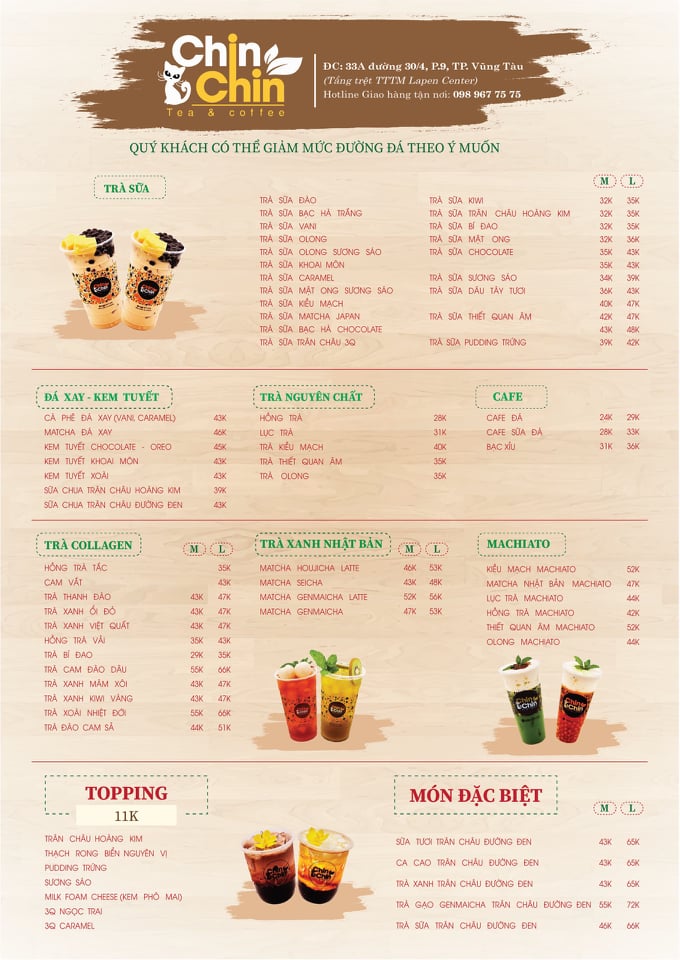 Chin
Chin
Tea & coffee
ĐC: 33A đường 30/4, P.9, TP. Vũng Tàu
(Tầng trệt TTTM Lapen Center)
Hotline Giao hàng tận nơi: 098 967 75 75
QUÝ KHÁCH CÓ THỂ GIẢM MỨC ĐƯỜNG ĐÁ THEO Ý MUỐN
TRÀ SỮA
M L
TRÀ SỮA ĐÀO TRÀ SỮA KIWI 32K 35K
TRÀ SỮA BẠC HÀ TRẮNG TRÀ SỮA TRÂN CHÂU HOÀNG KIM 32K 35K
TRÀ SỮA VANI TRÀ SỮA BÍ ĐAO 32K 35K
TRÀ SỮA OLONG TRÀ SỮA MẬT ONG 32K 36K
TRÀ SỮA OLONG SƯƠNG SÁO TRÀ SỮA CHOCOLATE 35K 43K
TRÀ SỮA KHOAI MÔN 35K 43K
TRÀ SỮA CARAMEL TRÀ SỮA SƯƠNG SÁO 34K 39K
TRÀ SỮA MẬT ONG SƯƠNG SÁO TRÀ SỮA DÂU TÂY TƯƠI 36K 43K
TRÀ SỮA KIỀU MẠCH 40K 47K
TRÀ SỮA MATCHA JAPAN TRÀ SỮA THIẾT QUAN ÂM 42K 47K
TRÀ SỮA BẠC HÀ CHOCOLATE 43K 48K
TRÀ SỮA TRÂN CHÂU 3Q TRÀ SỮA PUDDING TRỨNG 39K 42K
ĐÁ XAY - KEM TUYẾT
CÀ PHÊ ĐÁ XAY (VANI, CARAMEL) 43K
MATCHA ĐÁ XAY 46K
KEM TUYẾT CHOCOLATE - OREO 45K
KEM TUYẾT KHOAI MÔN 43K
KEM TUYẾT XOÀI 43K
SỮA CHUA TRÂN CHÂU HOÀNG KIM 39K
SỮA CHUA TRÂN CHÂU ĐƯỜNG ĐEN 43K
TRÀ NGUYÊN CHẤT
HỒNG TRÀ 28K
LỤC TRÀ 31K
TRÀ KIỀU MẠCH 40K
TRÀ THIẾT QUAN ÂM 35K
TRÀ OLONG 35K
CAFE
CAFE ĐÁ 24K 29K
CAFE SỮA ĐÁ 28K 33K
BẠC XỈU 31K 36K
TRÀ COLLAGEN M L
HỒNG TRÀ TẮC 35K
CAM VẮT 43K
TRÀ THANH ĐÀO 43K 47K
TRÀ XANH ỔI ĐỎ 43K 47K
TRÀ XANH VIỆT QUẤT 43K 47K
HỒNG TRÀ VẢI 35K 43K
TRÀ BÍ ĐAO 29K 35K
TRÀ CAM ĐÀO DÂU 55K 66K
TRÀ XANH MÂM XÔI 43K 47K
TRÀ XANH KIWI VÀNG 43K 47K
TRÀ XOÀI NHIỆT ĐỚI 55K 66K
TRÀ ĐÀO CAM SẢ 44K 51K
TRÀ XANH NHẬT BẢN M L
MATCHA HOUJICHA LATTE 46K 53K
MATCHA SEICHA 43K 48K
MATCHA GENMAICHA LATTE 52K 56K
MATCHA GENMAICHA 47K 53K
MACHIATO
KIỀU MẠCH MACHIATO 52K
MATCHA NHẬT BẢN MACHIATO 47K
LỤC TRÀ MACHIATO 44K
HỒNG TRÀ MACHIATO 42K
THIẾT QUAN ÂM MACHIATO 52K
OLONG MACHIATO 44K
TOPPING
11K
TRÂN CHÂU HOÀNG KIM
THẠCH RONG BIỂN NGUYÊN VỊ
PUDDING TRỨNG
SƯƠNG SÁO
MILK FOAM CHEESE (KEM PHÔ MAI)
3Q NGỌC TRAI
3Q CARAMEL
MÓN ĐẶC BIỆT
M L
SỮA TƯƠI TRÂN CHÂU ĐƯỜNG ĐEN 43K 65K
CA CAO TRÂN CHÂU ĐƯỜNG ĐEN 43K 65K
TRÀ XANH TRÂN CHÂU ĐƯỜNG ĐEN 43K 65K
TRÀ GẠO GENMAICHA TRÂN CHÂU ĐƯỜNG ĐEN 55K 72K
TRÀ SỮA TRÂN CHÂU ĐƯỜNG ĐEN 46K 66K